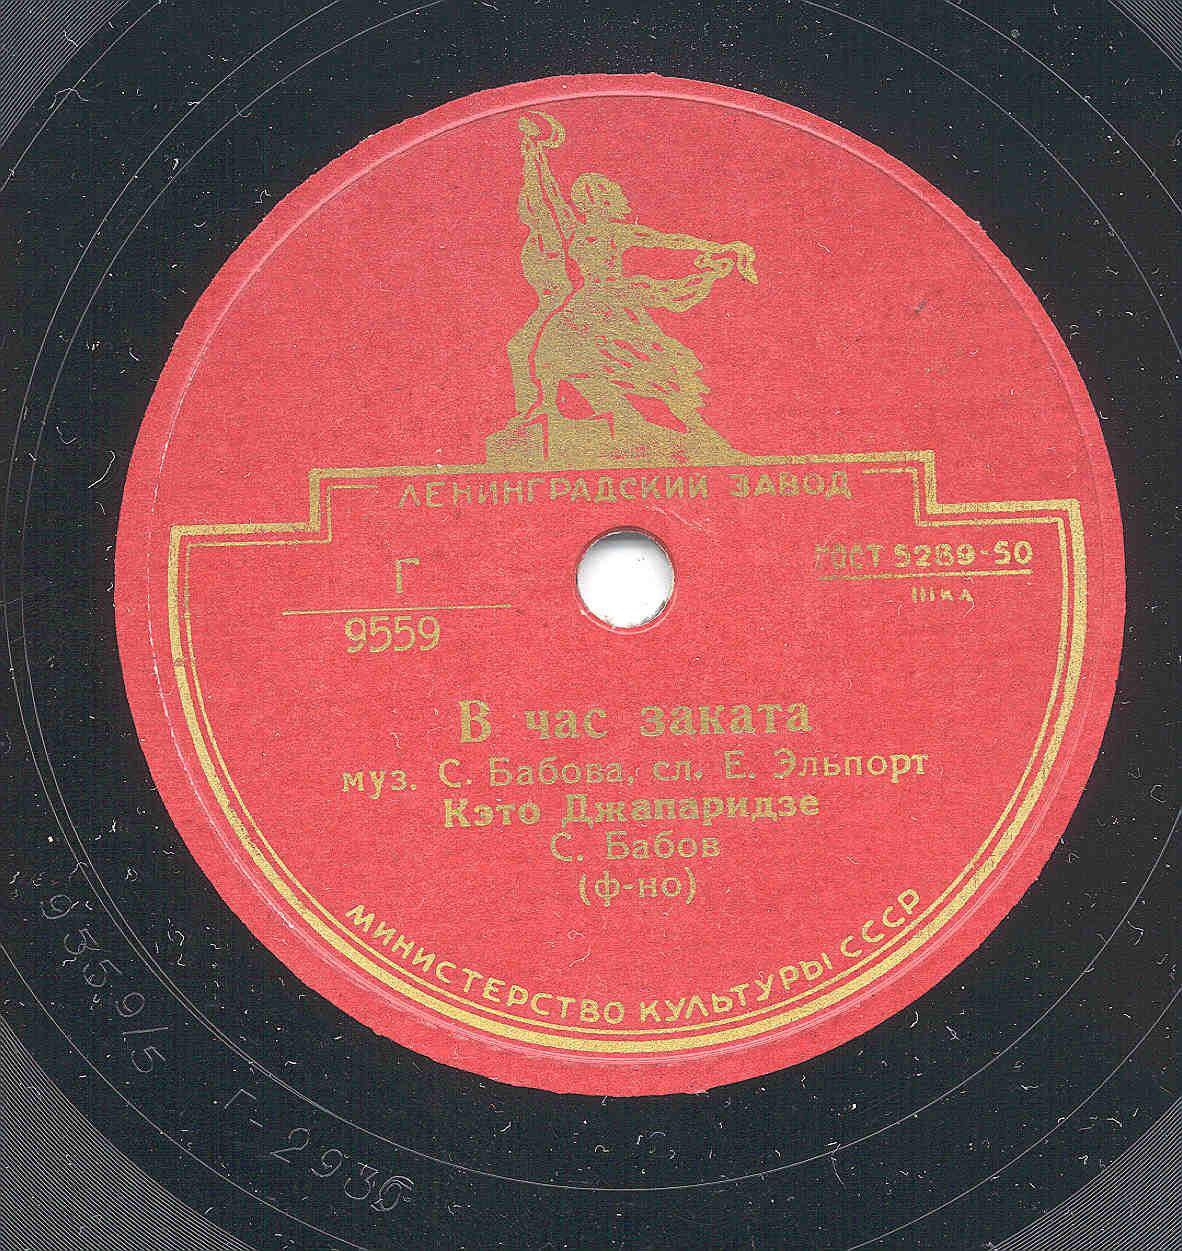 ЛЕНИНГРАДСКИЙ ЗАВОД
Г
9559
ГОСТ 5289-50
В час заката
муз. С. Бабова, сл. Е. Эльпорт
Кэто Джапаридзе
С. Бабов
(ф-но)
МИНИСТЕРСТВО КУЛЬТУРЫ СССР
9559/5
Г-2936